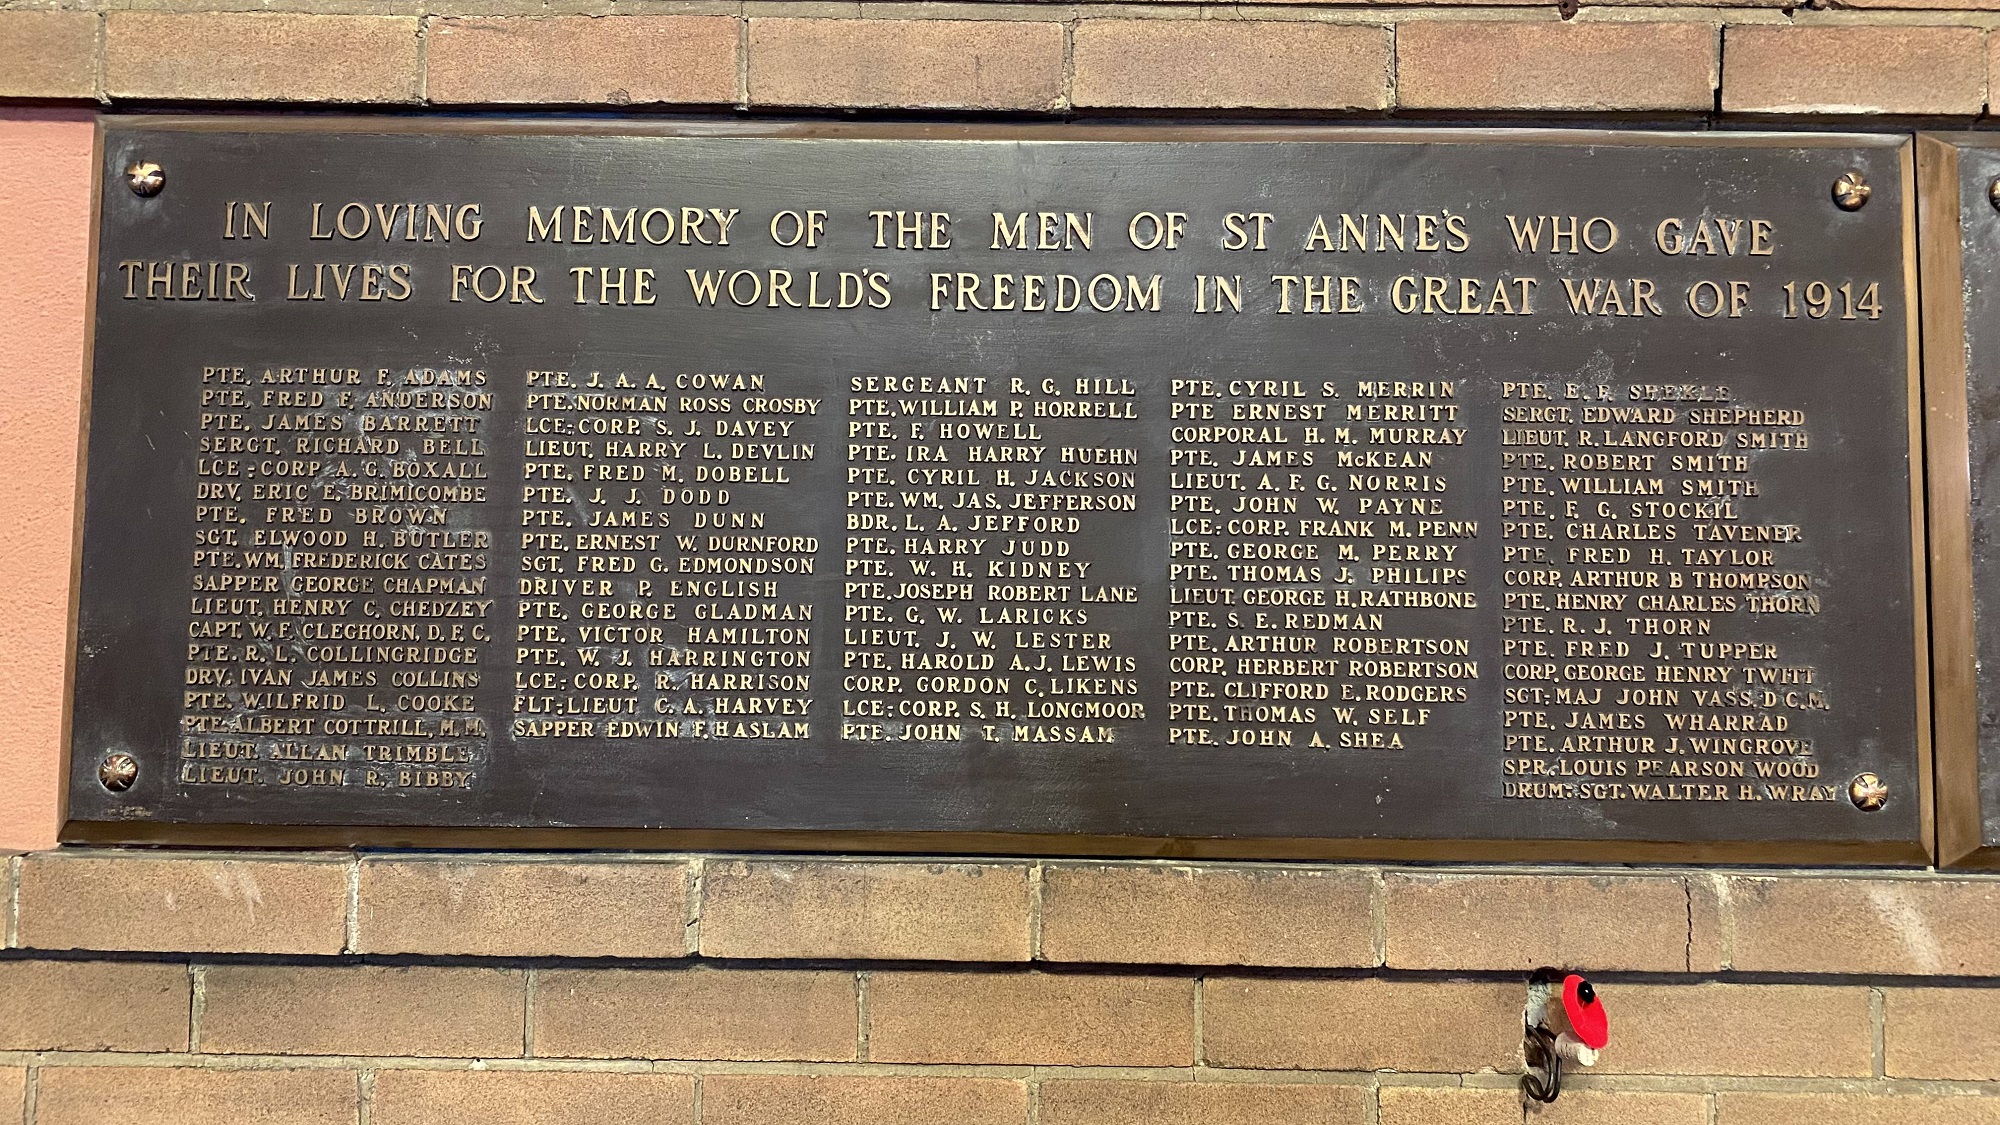 IN LOVING MEMORY OF THE MEN OF ST ANNE'S WHO GAVE
THEIR LIVES FOR THE WORLD'S FREEDOM IN THE GREAT WAR OF 1914
PTE. ARTHUR F. ADAMS
PTE. FRED F. ANDERSON
PTE. JAMES BARRETT
SERGT. RICHARD BELL
LCE-CORP A.G. BOXALL
DRV. ERIC E. BRIMICOMBE
PTE. FRED BROWN
SGT. ELWOOD H. BUTLER
PTE. WM. FREDERICK CATES
SAPPER GEORGE CHAPMAN
LIEUT. HENRY C. CHEDZEY
CAPT. W. F. CLEGHORN, D. F. C.
PTE. R. L. COLLINGRIDGE
DRV. IVAN JAMES COLLINS
PTE. WILFRID L. COOKE
PTE. ALBERT COTTRILL, M. M.
LIEUT. ALLAN TRIMBLE
LIEUT. JOHN R. BIBBY
PTE. J. A. A. COWAN
PTE. NORMAN ROSS CROSBY
LCE-CORP. S. J. DAVEY
LIEUT. HARRY L. DEVLIN
PTE. FRED M. DOBELL
PTE. J. J. DODD
PTE. JAMES DUNN
PTE. ERNEST W. DURNFORD
SGT. FRED G. EDMONDSON
DRIVER P. ENGLISH
PTE. GEORGE GLADMAN
PTE. VICTOR HAMILTON
PTE. W. J. HARRINGTON
LCE-CORP. R. HARRISON
FLT-LIEUT C. A. HARVEY
SAPPER EDWIN F. HASLAM
SERGEANT R. G. HILL
PTE. WILLIAM P. HORRELL
PTE. F. HOWELL
PTE. IRA HARRY HUEHN
PTE. CYRIL H. JACKSON
PTE. WM. JAS. JEFFERSON
BDR. L. A. JEFFORD
PTE. HARRY JUDD
PTE. W. H. KIDNEY
PTE. JOSEPH ROBERT LANE
PTE. G. W. LARICKS
LIEUT. J. W. LESTER
PTE. HAROLD A. J. LEWIS
CORP. GORDON C. LIKENS
LCE-CORP. S. H. LONGMOOR
PTE. JOHN T. MASSAM
PTE. CYRIL S. MERRIN
PTE ERNEST MERRITT
CORPORAL H. M. MURRAY
PTE. JAMES McKEAN
LIEUT. A. F. G. NORRIS
PTE. JOHN W. PAYNE
LCE-CORP. FRANK M. PENN
PTE. GEORGE M. PERRY
PTE. THOMAS J. PHILIPS
LIEUT. GEORGE H. RATHBONE
PTE. S. E. REDMAN
PTE. ARTHUR ROBERTSON
CORP. HERBERT ROBERTSON
PTE. CLIFFORD E. RODGERS
PTE. THOMAS W. SELF
PTE. JOHN A. SHEA
PTE. E. F. SHEKLE
SERGT. EDWARD SHEPHERD
LIEUT. R. LANGFORD SMITH
PTE. ROBERT SMITH
PTE. WILLIAM SMITH
PTE. F. G. STOCKIL
PTE. CHARLES TAVENER
PTE. FRED H. TAYLOR
CORP. ARTHUR B THOMPSON
PTE. HENRY CHARLES THORN
PTE. R. J. THORN
PTE. FRED J. TUPPER
CORP. GEORGE HENRY TWITT
SGT-MAJ JOHN VASS, D. C. M.
PTE. JAMES WHARRAD
PTE. ARTHUR J. WINGROVE
SPR. LOUIS PEARSON WOOD
DRUM-SGT. WALTER H. WRAY